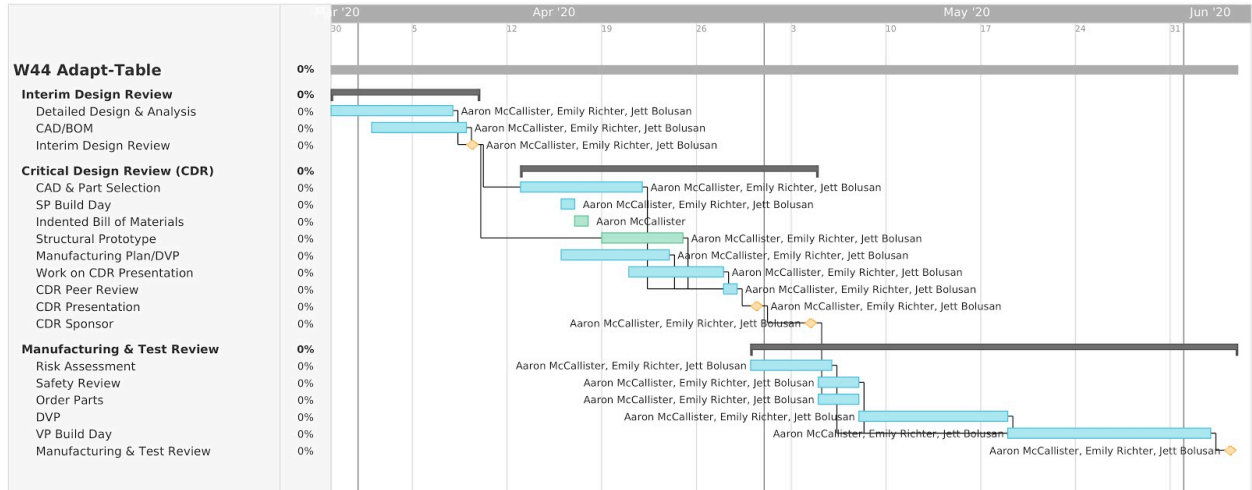 r '20 Apr '20 May '20 Jun '20
30 5 12 19 26 3 10 17 24 31
W44 Adapt-Table 0%
Interim Design Review 0%
Detailed Design & Analysis 0% Aaron McCallister, Emily Richter, Jett Bolusan
CAD/BOM 0% Aaron McCallister, Emily Richter, Jett Bolusan
Interim Design Review 0% Aaron McCallister, Emily Richter, Jett Bolusan
Critical Design Review (CDR) 0%
CAD & Part Selection 0% Aaron McCallister, Emily Richter, Jett Bolusan
SP Build Day 0% Aaron McCallister, Emily Richter, Jett Bolusan
Indented Bill of Materials 0% Aaron McCallister
Structural Prototype 0% Aaron McCallister, Emily Richter, Jett Bolusan
Manufacturing Plan/DVP 0% Aaron McCallister, Emily Richter, Jett Bolusan
Work on CDR Presentation 0% Aaron McCallister, Emily Richter, Jett Bolusan
CDR Peer Review 0% Aaron McCallister, Emily Richter, Jett Bolusan
CDR Presentation 0% Aaron McCallister, Emily Richter, Jett Bolusan
CDR Sponsor 0% Aaron McCallister, Emily Richter, Jett Bolusan
Manufacturing & Test Review 0%
Risk Assessment 0% Aaron McCallister, Emily Richter, Jett Bolusan
Safety Review 0% Aaron McCallister, Emily Richter, Jett Bolusan
Order Parts 0% Aaron McCallister, Emily Richter, Jett Bolusan
DVP 0% Aaron McCallister, Emily Richter, Jett Bolusan
VP Build Day 0% Aaron McCallister, Emily Richter, Jett Bolusan
Manufacturing & Test Review 0% Aaron McCallister, Emily Richter, Jett Bolusan